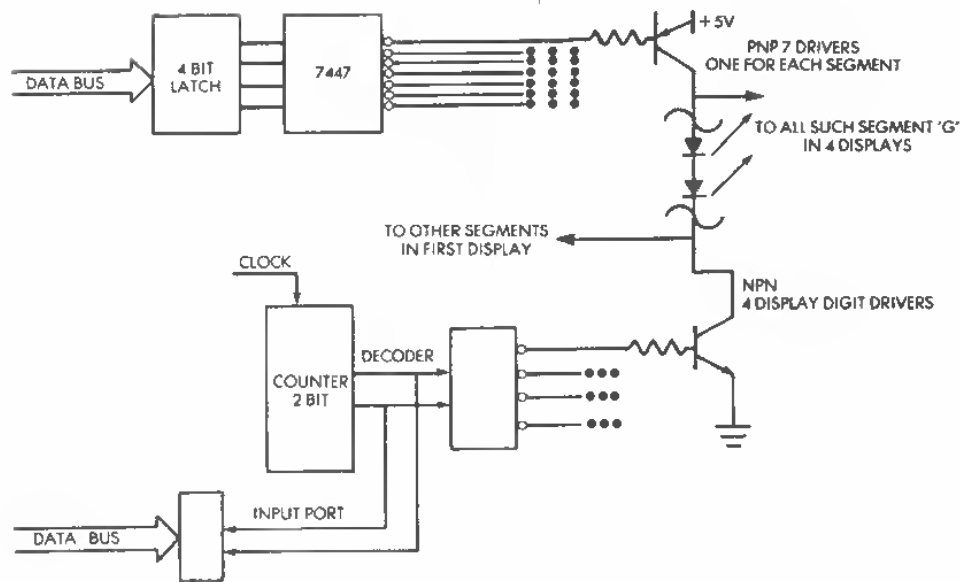 +5V
PNP 7 DRIVERS
ONE FOR EACH SEGMENT
DATA BUS
4 BIT
LATCH
7447
TO ALL SUCH SEGMENT 'G'
IN 4 DISPLAYS
TO OTHER SEGMENTS
IN FIRST DISPLAY
CLOCK
NPN
4 DISPLAY DIGIT DRIVERS
DECODER
COUNTER
2 BIT
INPUT PORT
DATA BUS